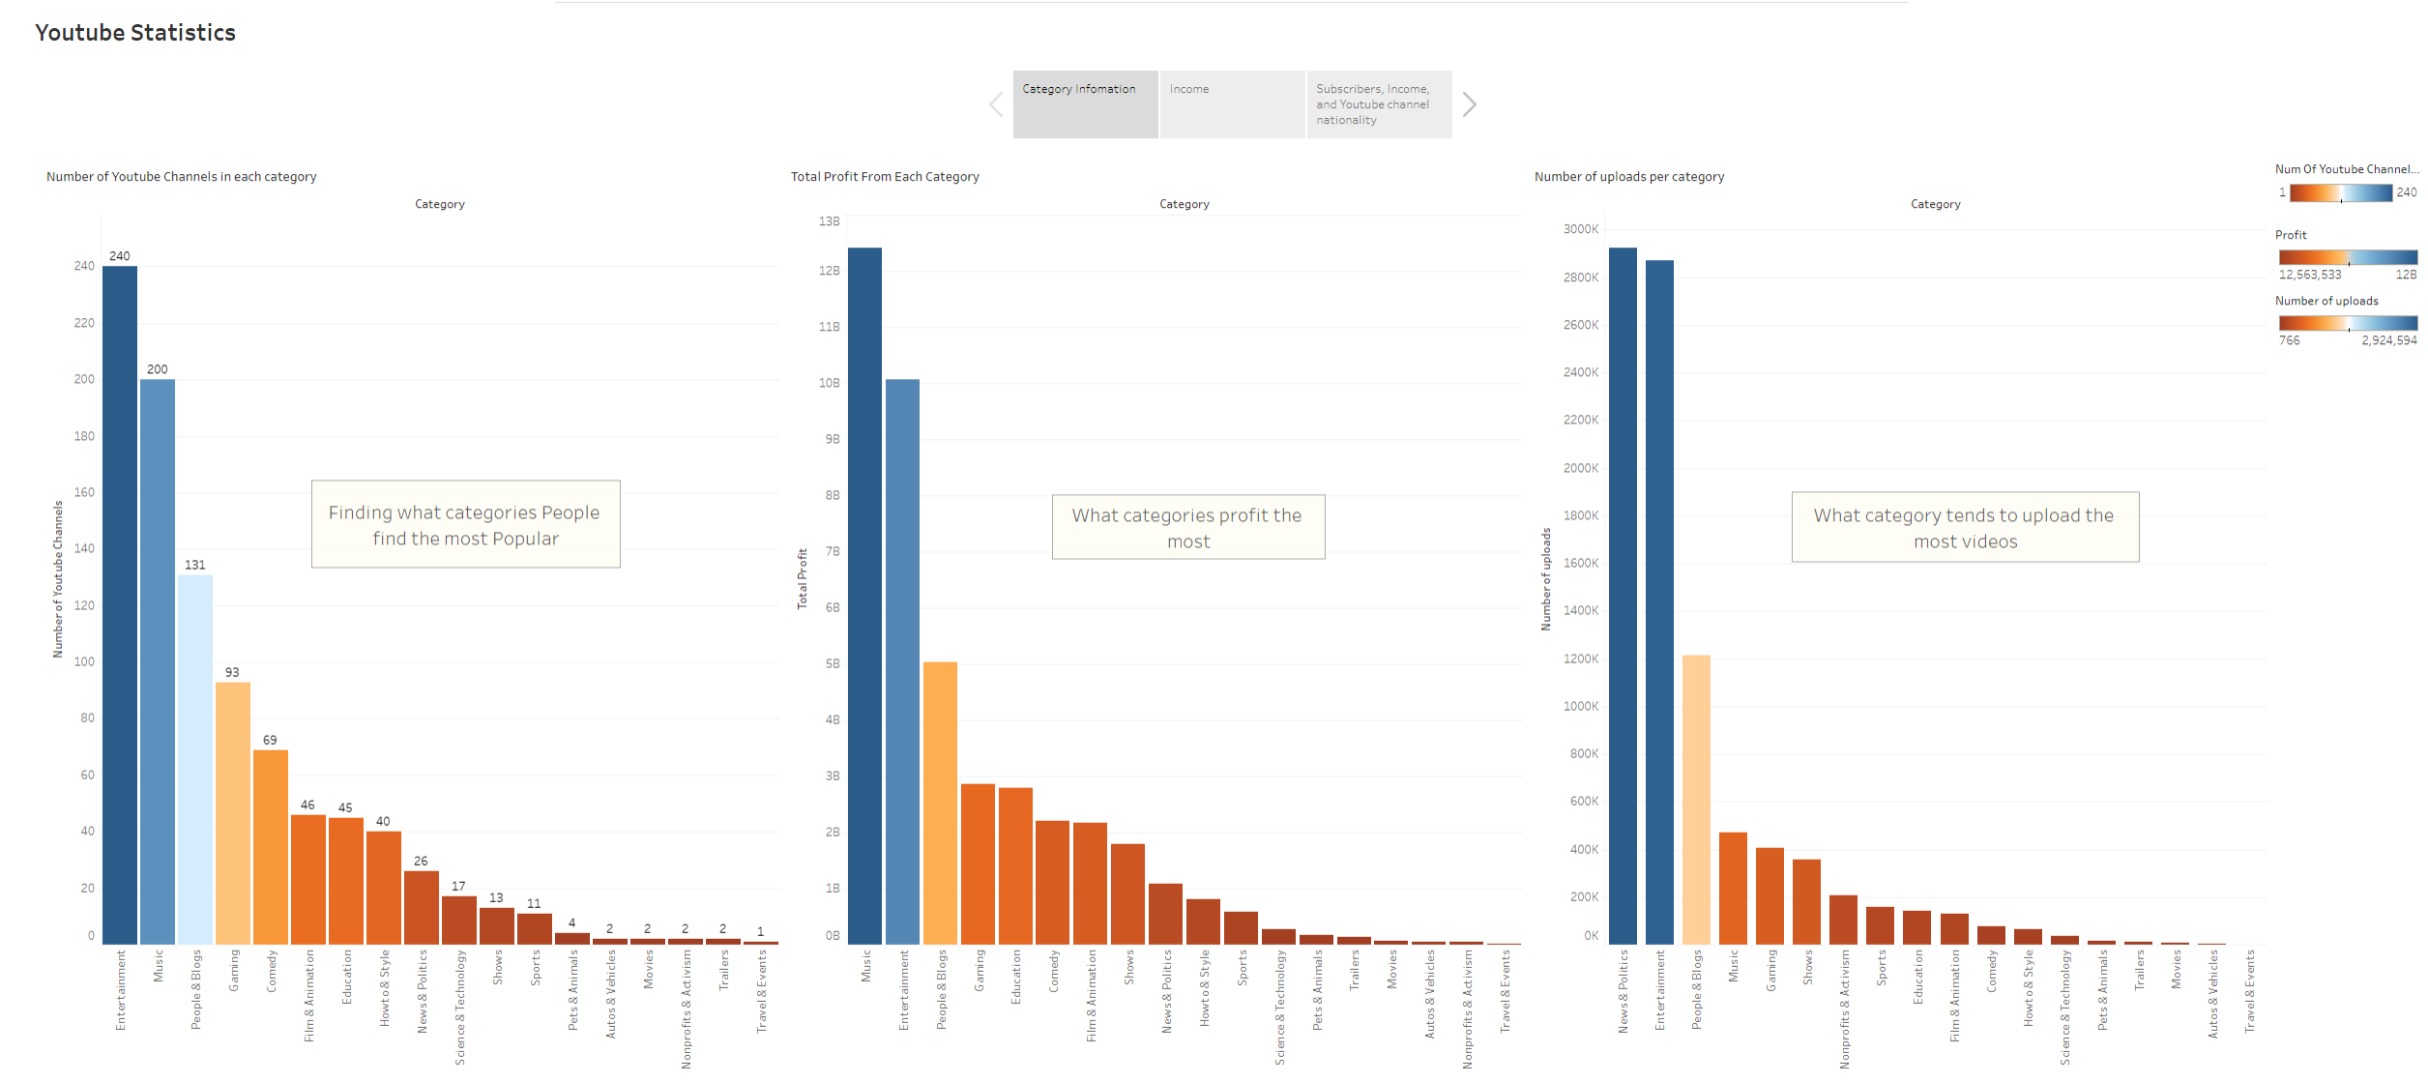 Youtube Statistics
Category Infomation
Income
Subscribers, Income,
and Youtube channel
nationality
Number of Youtube Channels in each category
Category
Number of Youtube Channels
240
220
200
180
160
140
120
100
80
60
40
20
0
240
200
131
93
69
46
45
40
26
17
13
11
4
2
2
2
2
1
Finding what categories People
find the most Popular
Entertainment
Music
People & Blogs
Gaming
Comedy
Film & Animation
Education
Howto & Style
News & Politics
Science & Technology
Shows
Sports
Pets & Animals
Autos & Vehicles
Movies
Nonprofits & Activism
Trailers
Travel & Events
Total Profit From Each Category
Category
Total Profit
13B
12B
11B
10B
9B
8B
7B
6B
5B
4B
3B
2B
1B
0B
What categories profit the
most
Music
Entertainment
People & Blogs
Gaming
Education
Comedy
Film & Animation
Shows
News & Politics
Howto & Style
Sports
Science & Technology
Pets & Animals
Trailers
Movies
Autos & Vehicles
Nonprofits & Activism
Travel & Events
Number of uploads per category
Category
Number of uploads
3000K
2800K
2600K
2400K
2200K
2000K
1800K
1600K
1400K
1200K
1000K
800K
600K
400K
200K
0K
What category tends to upload the
most videos
News & Politics
Entertainment
People & Blogs
Music
Gaming
Shows
Nonprofits & Activism
Sports
Education
Film & Animation
Comedy
Howto & Style
Science & Technology
Pets & Animals
Trailers
Movies
Autos & Vehicles
Travel & Events
Num Of Youtube Channel...
1 240
Profit
12,563,533 12B
Number of uploads
766 2,924,594